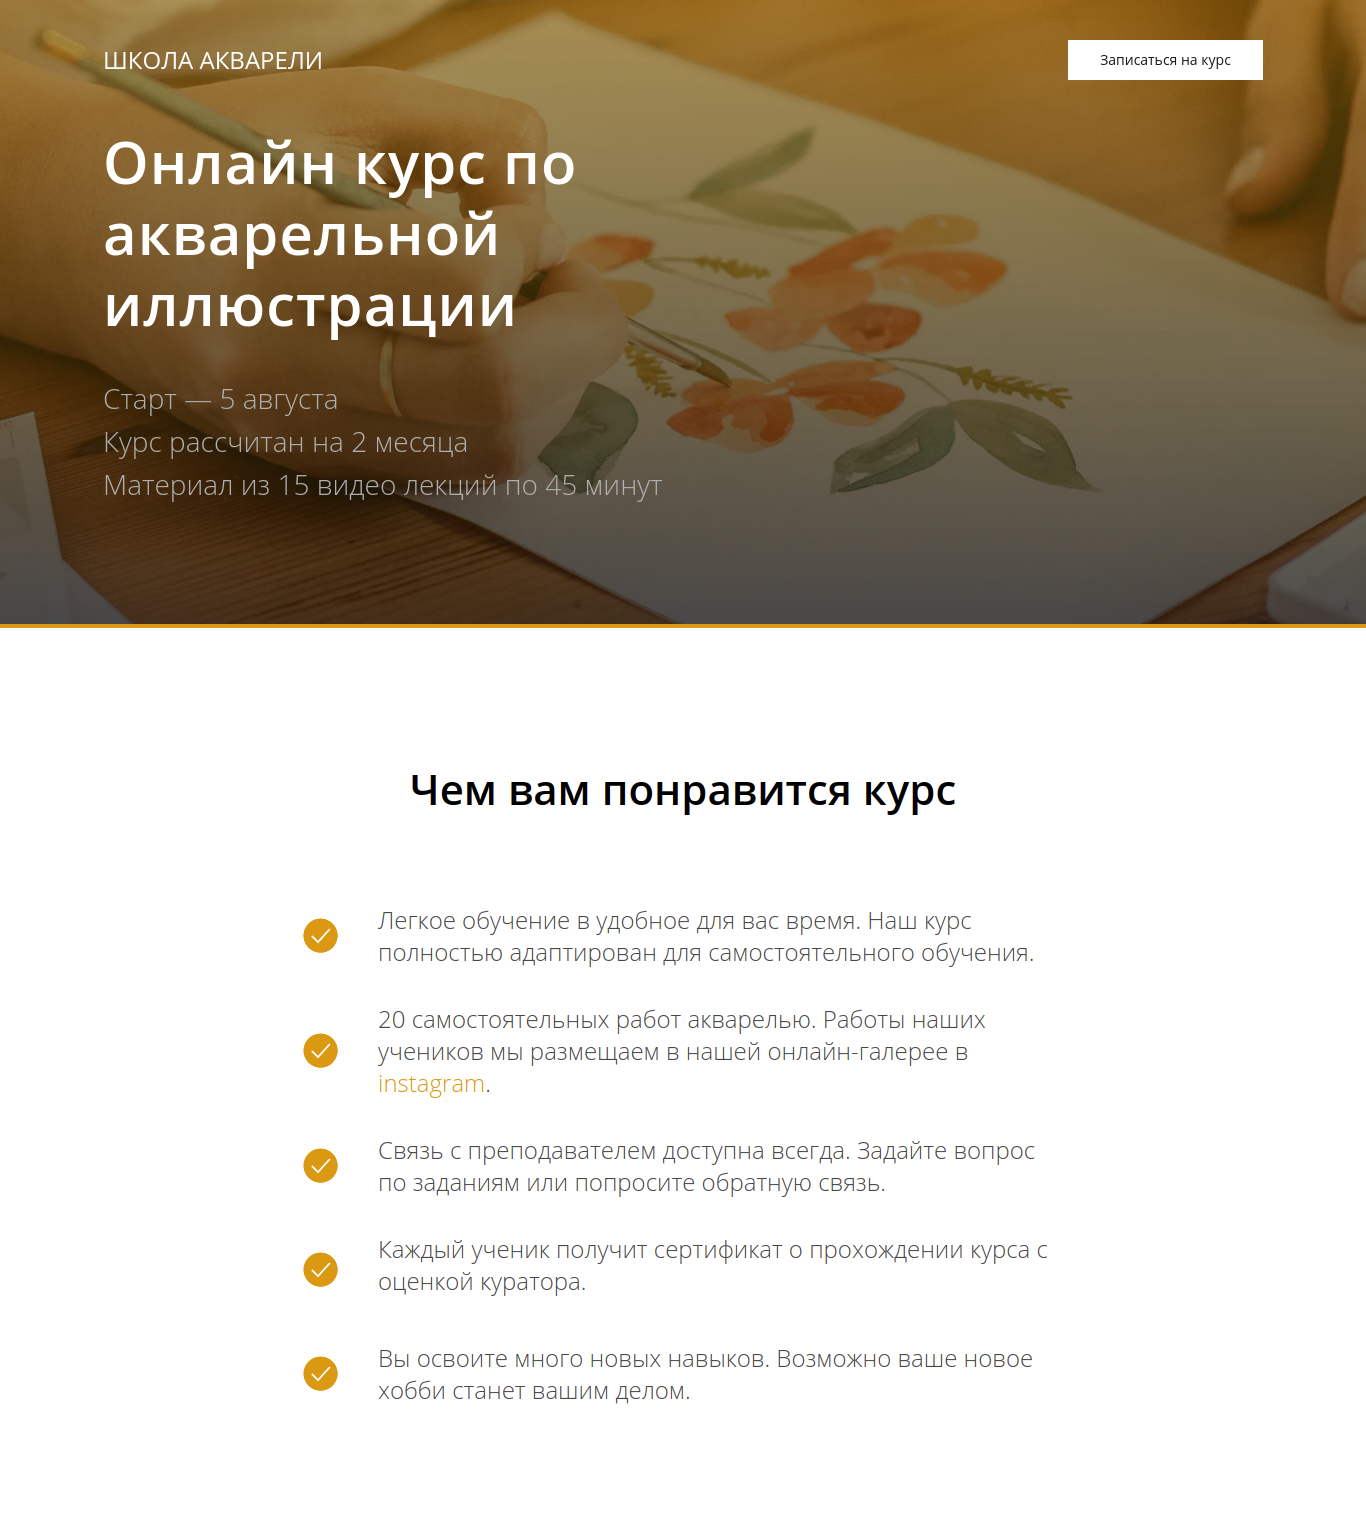 ШКОЛА АКВАРЕЛИ
Записаться на курс
Онлайн курс по
акварельной
иллюстрации
Старт — 5 августа
Курс рассчитан на 2 месяца
Материал из 15 видео лекций по 45 минут
Чем вам понравится курс
Легкое обучение в удобное для вас время. Наш курс
полностью адаптирован для самостоятельного обучения.
20 самостоятельных работ акварелью. Работы наших
учеников мы размещаем в нашей онлайн-галерее в
instagram.
Связь с преподавателем доступна всегда. Задайте вопрос
по заданиям или попросите обратную связь.
Каждый ученик получит сертификат о прохождении курса с
оценкой куратора.
Вы освоите много новых навыков. Возможно ваше новое
хобби станет вашим делом.